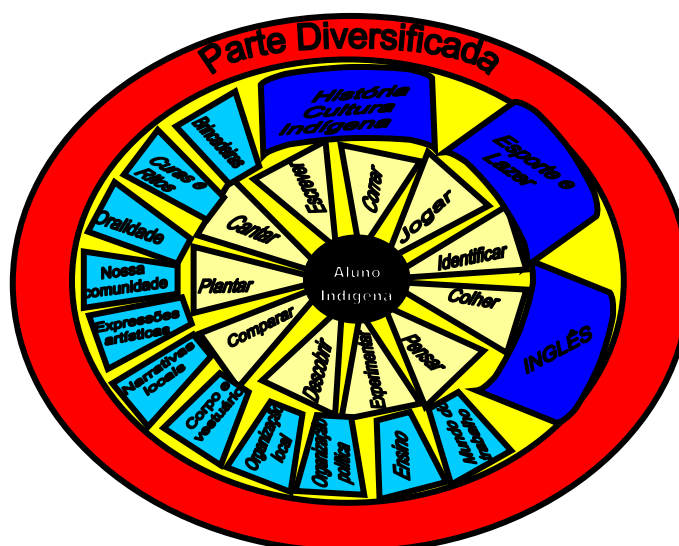 Parte Diversificada
História
Cultura
Indígena
Esporte e
Lazer
INGLÊS
Mundo do
trabalho
Ensino
Organização
política
Organização
local
Corpo e
vestuário
Narrativas
locais
Expressões
artísticas
Nossa
comunidade
Oralidade
Curas e
Ritos
Brincadeiras
Escrever
Correr
Jogar
Identificar
Colher
Pensar
Experimentar
Descobrir
Comparar
Plantar
Cantar
Aluno
Indígena